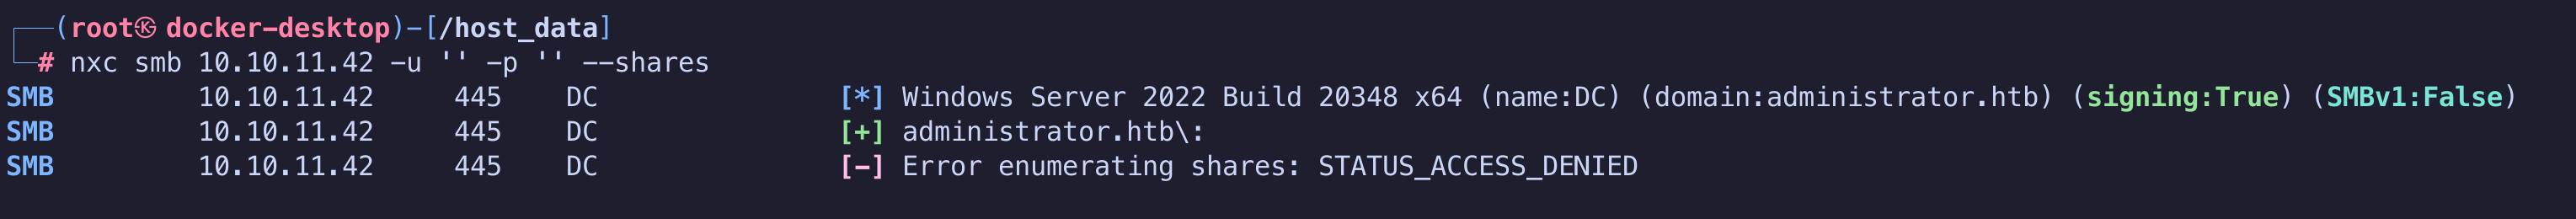 ┌──(root㉿docker-desktop)-[/host_data]
└─# nxc smb 10.10.11.42 -u '' -p '' --shares
SMB         10.10.11.42     445    DC               [*] Windows Server 2022 Build 20348 x64 (name:DC) (domain:administrator.htb) (signing:True) (SMBv1:False)
SMB         10.10.11.42     445    DC               [+] administrator.htb\:
SMB         10.10.11.42     445    DC               [-] Error enumerating shares: STATUS_ACCESS_DENIED